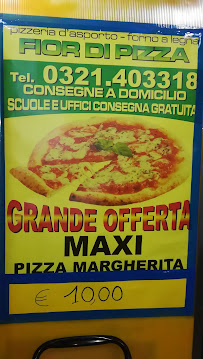 pizzeria d'asporto - forno a legna
FIOR DI PIZZA
Tel. 0321.403318
CONSEGNE A DOMICILIO
SCUOLE E UFFICI CONSEGNA GRATUITA
GRANDE OFFERTA
MAXI
PIZZA MARGHERITA
€ 10,00